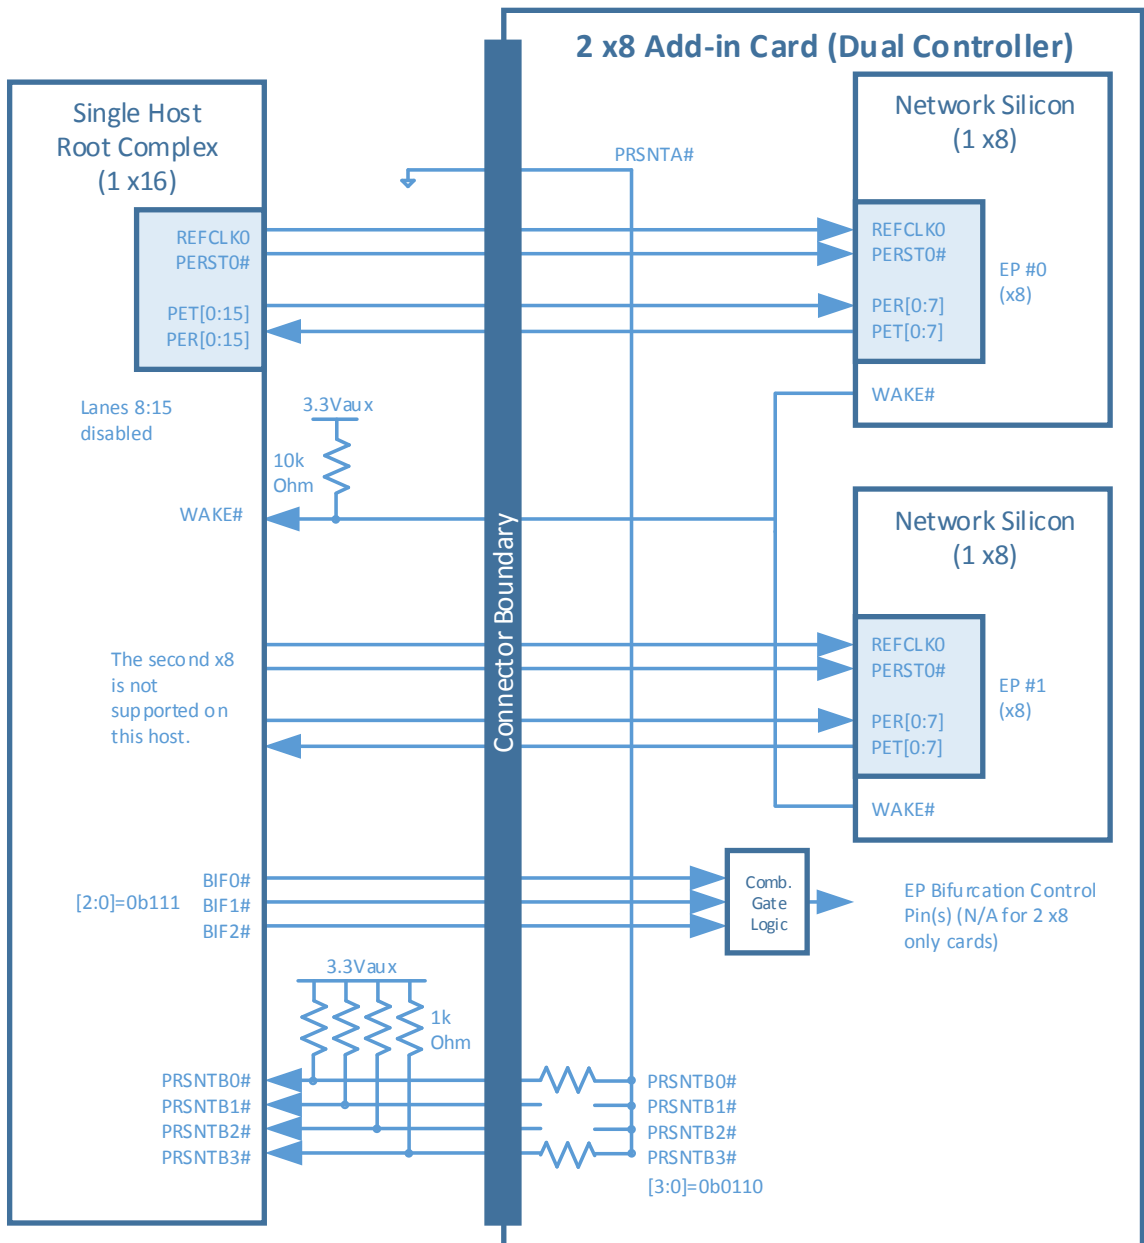 2 x8 Add-in Card (Dual Controller)
Single Host
Root Complex
(1 x16)
REFCLK0
PERST0#
PET[0:15]
PER[0:15]
Lanes 8:15
disabled
3.3Vaux
10k
Ohm
WAKE#
The second x8
is not
supported on
this host.
BIF0#
[2:0]=0b111
BIF1#
BIF2#
3.3Vaux
1k
Ohm
PRSNTB0#
PRSNTB1#
PRSNTB2#
PRSNTB3#
Connector Boundary
PRSNTA#
Network Silicon
(1 x8)
REFCLK0
PERST0#
PER[0:7]
PET[0:7]
EP #0
(x8)
WAKE#
Network Silicon
(1 x8)
REFCLK0
PERST0#
PER[0:7]
PET[0:7]
EP #1
(x8)
WAKE#
Comb.
Gate
Logic
EP Bifurcation Control
Pin(s) (N/A for 2 x8
only cards)
PRSNTB0#
PRSNTB1#
PRSNTB2#
PRSNTB3#
[3:0]=0b0110